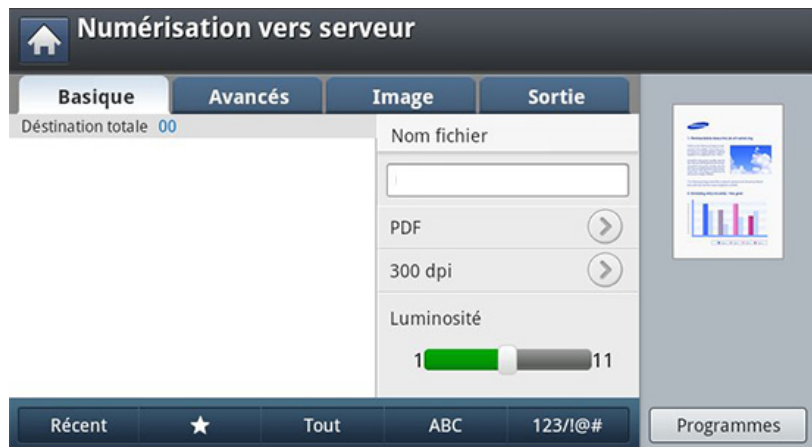 Numérisation vers serveur
Basique
Avancés
Image
Sortie
Déstination totale 00
Nom fichier
PDF
300 dpi
Luminosité
1
11
Récent
★
Tout
ABC
123/!@#
Programmes